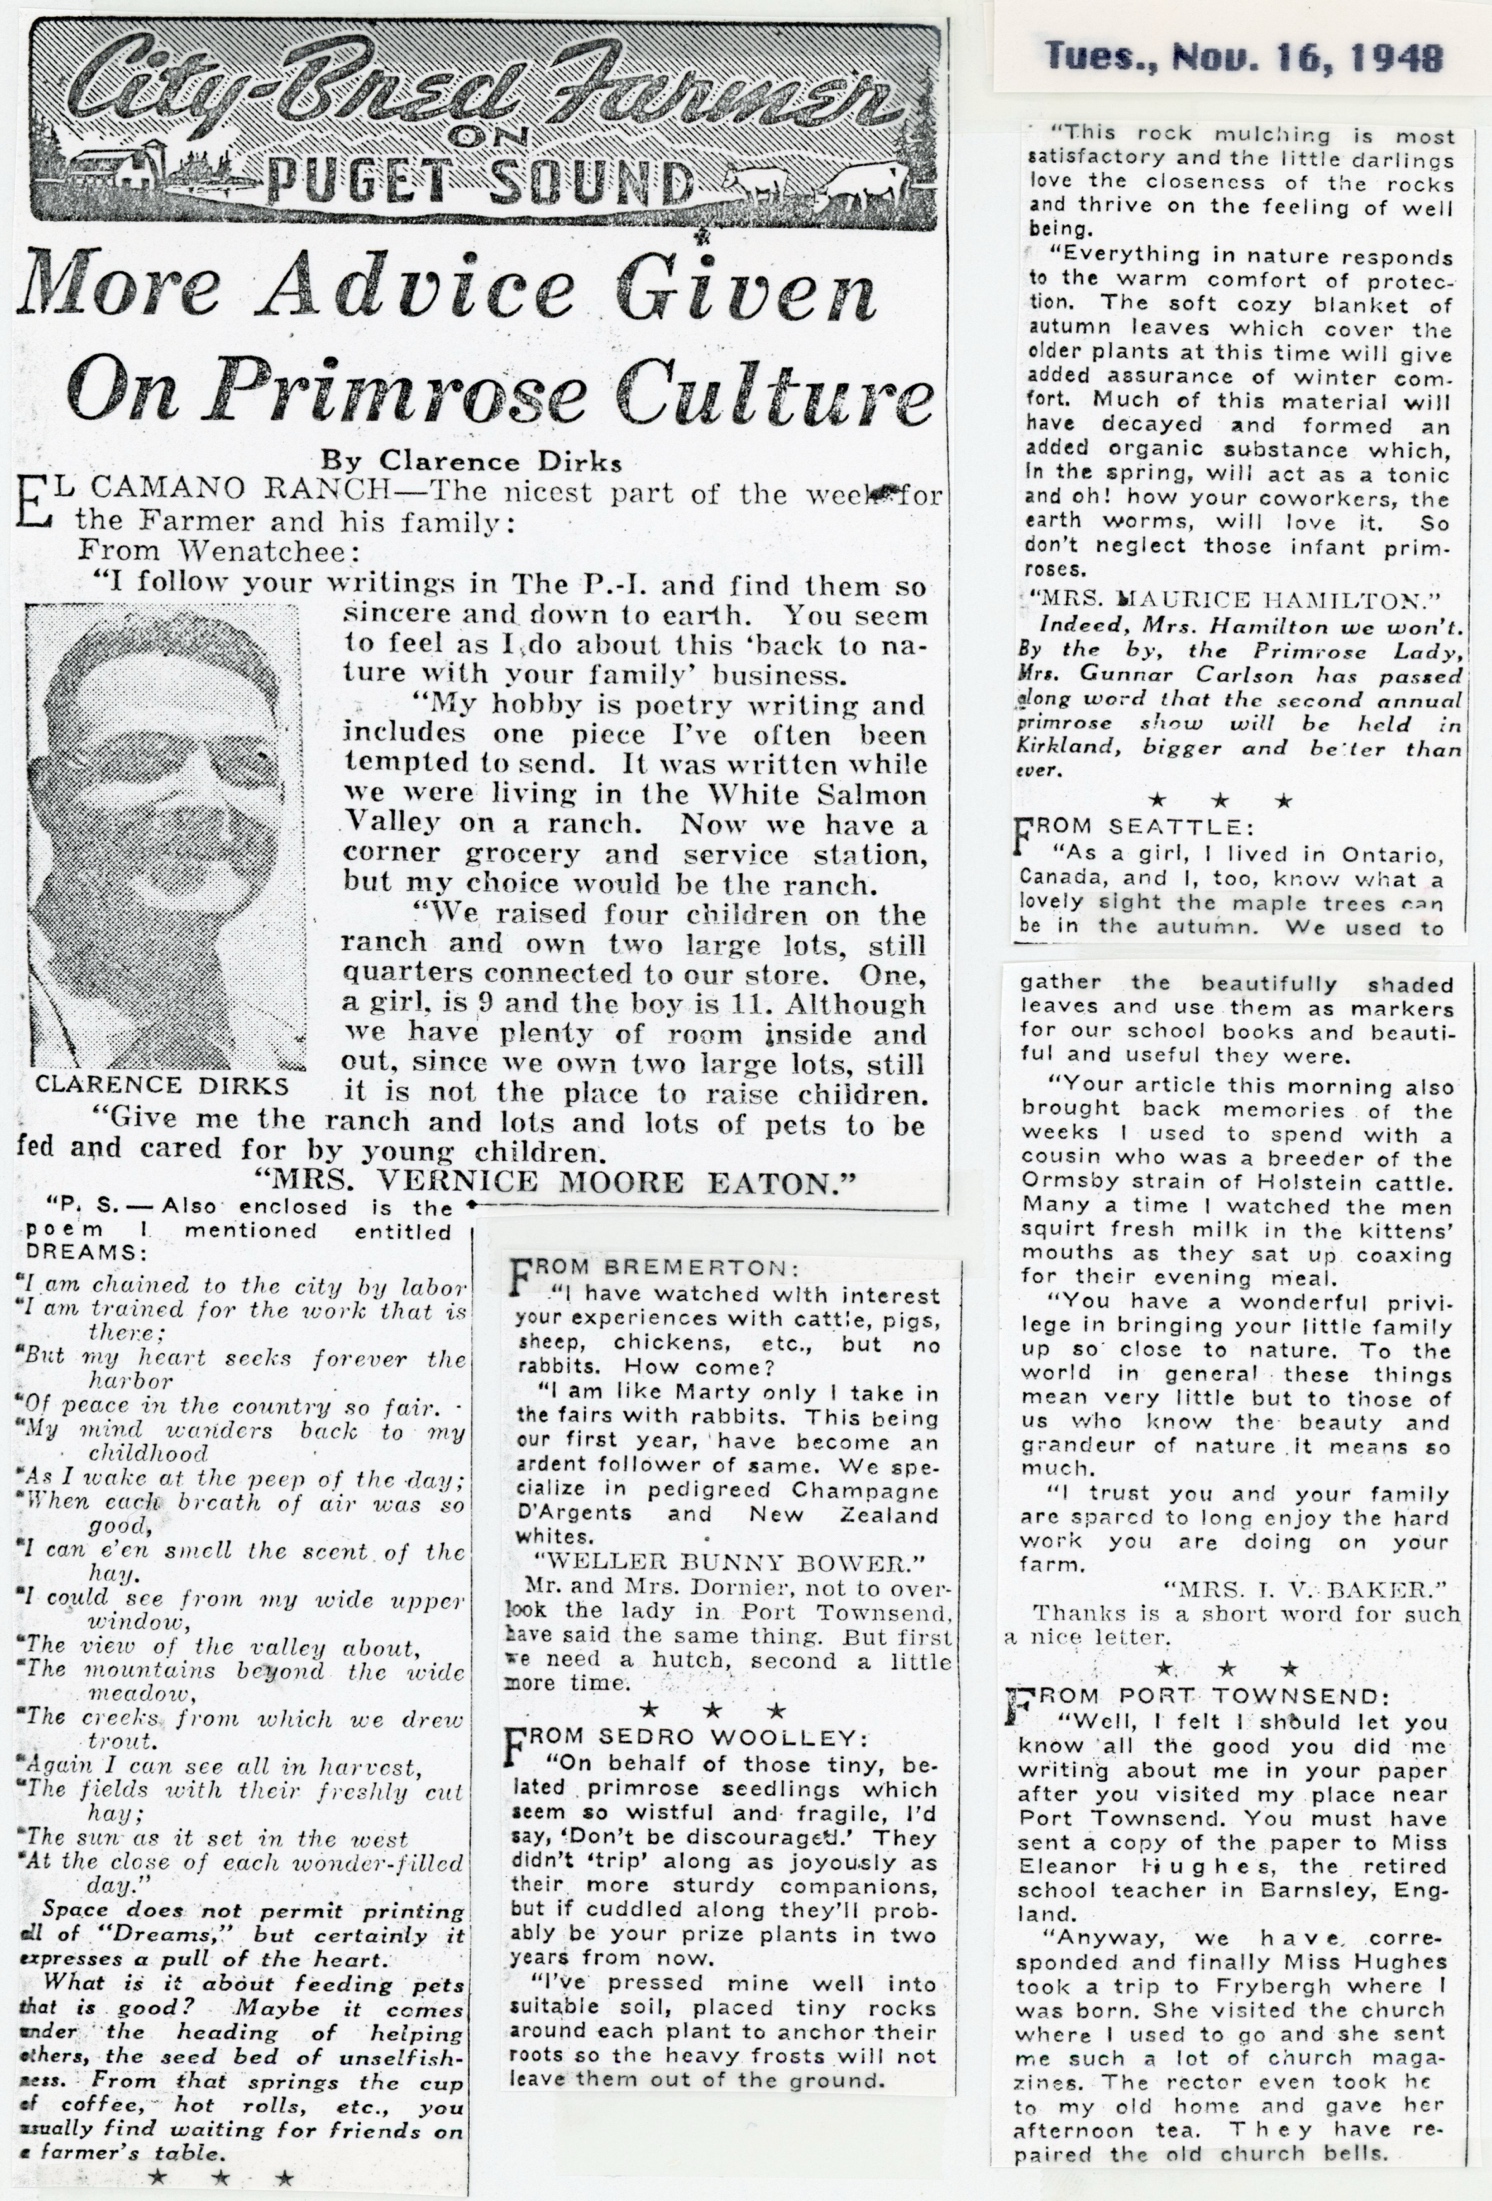 City-Bred Farmer
ON
PUGET SOUND
More Advice Given
On Primrose Culture
By Clarence Dirks
EL CAMANO RANCH—The nicest part of the week for
the Farmer and his family:
From Wenatchee:
"I follow your writings in The P.-I. and find them so
sincere and down to earth. You seem
to feel as I do about this 'back to na-
ture with your family' business.
"My hobby is poetry writing and
includes one piece I've often been
tempted to send. It was written while
we were living in the White Salmon
Valley on a ranch. Now we have a
corner grocery and service station,
but my choice would be the ranch.
"We raised four children on the
ranch and own two large lots, still
quarters connected to our store. One,
a girl, is 9 and the boy is 11. Although
we have plenty of room inside and
out, since we own two large lots, still
it is not the place to raise children.
CLARENCE DIRKS
"Give me the ranch and lots and lots of pets to be
fed and cared for by young children.
"MRS. VERNICE MOORE EATON."
"P. S.—Also enclosed is the
poem I mentioned entitled
DREAMS:
"I am chained to the city by labor
"I am trained for the work that is
there;
"But my heart seeks forever the
harbor
"Of peace in the country so fair.
"My mind wanders back to my
childhood
"As I wake at the peep of the day;
"When each breath of air was so
good,
"I can e'en smell the scent of the
hay.
"I could see from my wide upper
window,
"The view of the valley about,
"The mountains beyond the wide
meadow,
"The creeks from which we drew
trout.
"Again I can see all in harvest,
"The fields with their freshly cut
hay;
"The sun as it set in the west
"At the close of each wonder-filled
day."
Space does not permit printing
all of "Dreams," but certainly it
expresses a pull of the heart.
What is it about feeding pets
that is good? Maybe it comes
under the heading of helping
others, the seed bed of unselfish-
ness. From that springs the cup
of coffee, hot rolls, etc., you
usually find waiting for friends on
a farmer's table.
★ ★ ★
FROM BREMERTON:
"I have watched with interest
your experiences with cattle, pigs,
sheep, chickens, etc., but no
rabbits. How come?
"I am like Marty only I take in
the fairs with rabbits. This being
our first year, have become an
ardent follower of same. We spe-
cialize in pedigreed Champagne
D'Argents and New Zealand
whites.
"WELLER BUNNY BOWER."
Mr. and Mrs. Dornier, not to over-
look the lady in Port Townsend,
have said the same thing. But first
we need a hutch, second a little
more time.
★ ★ ★
FROM SEDRO WOOLLEY:
"On behalf of those tiny, be-
lated primrose seedlings which
seem so wistful and fragile, I'd
say, 'Don't be discouraged.' They
didn't 'trip' along as joyously as
their more sturdy companions,
but if cuddled along they'll prob-
ably be your prize plants in two
years from now.
"I've pressed mine well into
suitable soil, placed tiny rocks
around each plant to anchor their
roots so the heavy frosts will not
leave them out of the ground.
Tues., Nov. 16, 1948
"This rock mulching is most
satisfactory and the little darlings
love the closeness of the rocks
and thrive on the feeling of well
being.
"Everything in nature responds
to the warm comfort of protec-
tion. The soft cozy blanket of
autumn leaves which cover the
older plants at this time will give
added assurance of winter com-
fort. Much of this material will
have decayed and formed an
added organic substance which,
in the spring, will act as a tonic
and oh! how your coworkers, the
earth worms, will love it. So
don't neglect those infant prim-
roses.
"MRS. MAURICE HAMILTON."
Indeed, Mrs. Hamilton we won't.
By the by, the Primrose Lady,
Mrs. Gunnar Carlson has passed
along word that the second annual
primrose show will be held in
Kirkland, bigger and better than
ever.
★ ★ ★
FROM SEATTLE:
"As a girl, I lived in Ontario,
Canada, and I, too, know what a
lovely sight the maple trees can
be in the autumn. We used to
gather the beautifully shaded
leaves and use them as markers
for our school books and beauti-
ful and useful they were.
"Your article this morning also
brought back memories of the
weeks I used to spend with a
cousin who was a breeder of the
Ormsby strain of Holstein cattle.
Many a time I watched the men
squirt fresh milk in the kittens'
mouths as they sat up coaxing
for their evening meal.
"You have a wonderful privi-
lege in bringing your little family
up so close to nature. To the
world in general these things
mean very little but to those of
us who know the beauty and
grandeur of nature it means so
much.
"I trust you and your family
are spared to long enjoy the hard
work you are doing on your
farm.
"MRS. I. V. BAKER."
Thanks is a short word for such
a nice letter.
★ ★ ★
FROM PORT TOWNSEND:
"Well, I felt I should let you
know all the good you did me
writing about me in your paper
after you visited my place near
Port Townsend. You must have
sent a copy of the paper to Miss
Eleanor Hughes, the retired
school teacher in Barnsley, Eng-
land.
"Anyway, we have corre-
sponded and finally Miss Hughes
took a trip to Frybergh where I
was born. She visited the church
where I used to go and she sent
me such a lot of church maga-
zines. The rector even took he
to my old home and gave her
afternoon tea. They have re-
paired the old church bells.